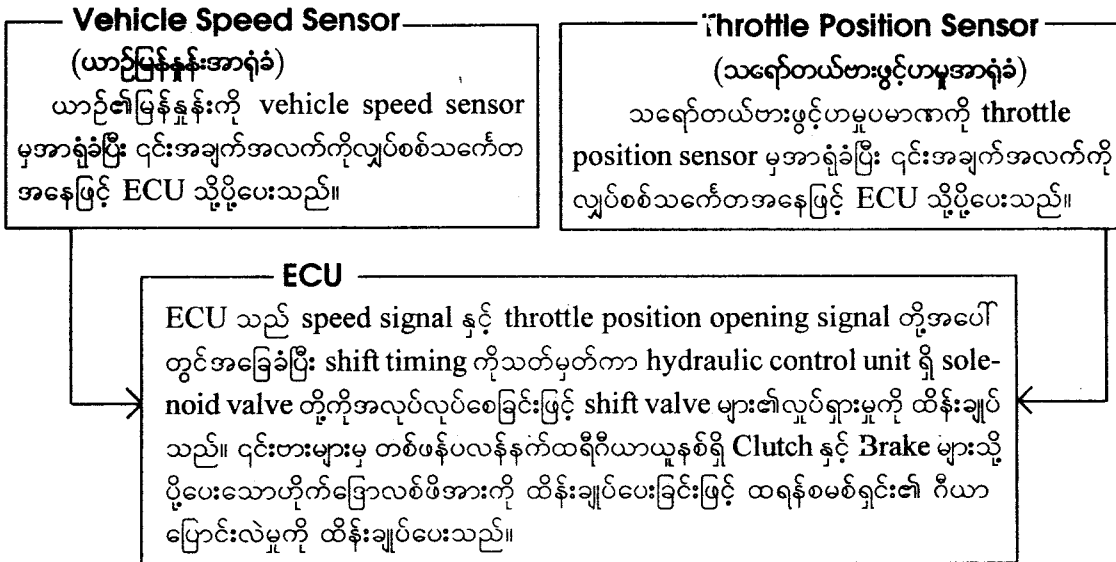 Vehicle Speed Sensor
(ယာဉ်မြန်နှုန်းအာရုံခံ)
ယာဉ်၏မြန်နှုန်းကို vehicle speed sensor
မှအာရုံခံပြီး ၎င်းအချက်အလက်ကိုလျှပ်စစ်သင်္ကေတ
အနေဖြင့် ECU သို့ပို့ပေးသည်။
Throttle Position Sensor
(သရော်တယ်ဗားဖွင့်ဟမှုအာရုံခံ)
သရော်တယ်ဗားဖွင့်ဟမှုပမာဏကို throttle
position sensor မှအာရုံခံပြီး ၎င်းအချက်အလက်ကို
လျှပ်စစ်သင်္ကေတအနေဖြင့် ECU သို့ပို့ပေးသည်။
ECU
ECU သည် speed signal နှင့် throttle position opening signal တို့အပေါ်
တွင်အခြေခံပြီး shift timing ကိုသတ်မှတ်ကာ hydraulic control unit ရှိ sole-
noid valve တို့ကိုအလုပ်လုပ်စေခြင်းဖြင့် shift valve များ၏လှုပ်ရှားမှုကို ထိန်းချုပ်
သည်။ ၎င်းဗားများမှ တစ်ဖန်ပလန်နက်ထရီဂီယာယူနစ်ရှိ Clutch နှင့် Brake များသို့
ပို့ပေးသောဟိုက်ဒြောလစ်ဖိအားကို ထိန်းချုပ်ပေးခြင်းဖြင့် ထရန်စမစ်ရှင်း၏ ဂီယာ
ပြောင်းလဲမှုကို ထိန်းချုပ်ပေးသည်။